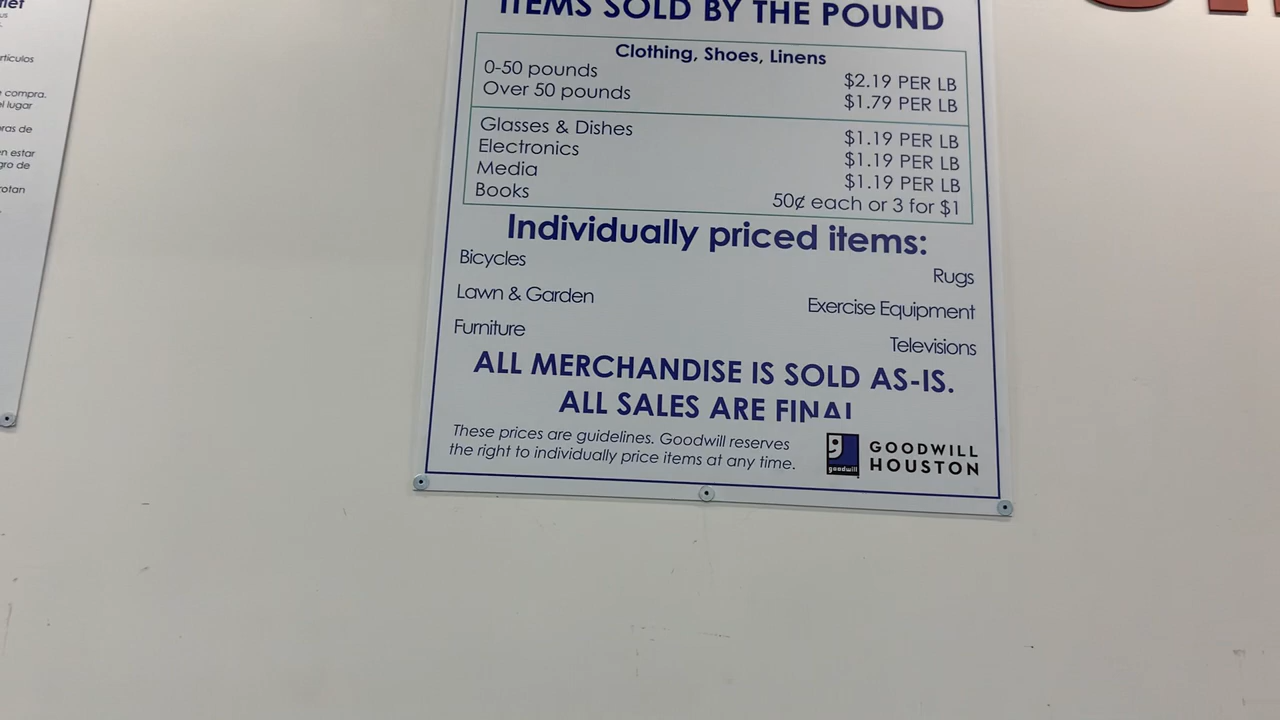 ITEMS SOLD BY THE POUND
Clothing, Shoes, Linens
0-50 pounds $2.19 PER LB
Over 50 pounds $1.79 PER LB
Glasses & Dishes $1.19 PER LB
Electronics $1.19 PER LB
Media $1.19 PER LB
Books 50¢ each or 3 for $1
Individually priced items:
Bicycles Rugs
Lawn & Garden Exercise Equipment
Furniture Televisions
ALL MERCHANDISE IS SOLD AS-IS.
ALL SALES ARE FINAL
These prices are guidelines. Goodwill reserves
the right to individually price items at any time.
goodwill
GOODWILL
HOUSTON
compra.
lugar
de
estar
de